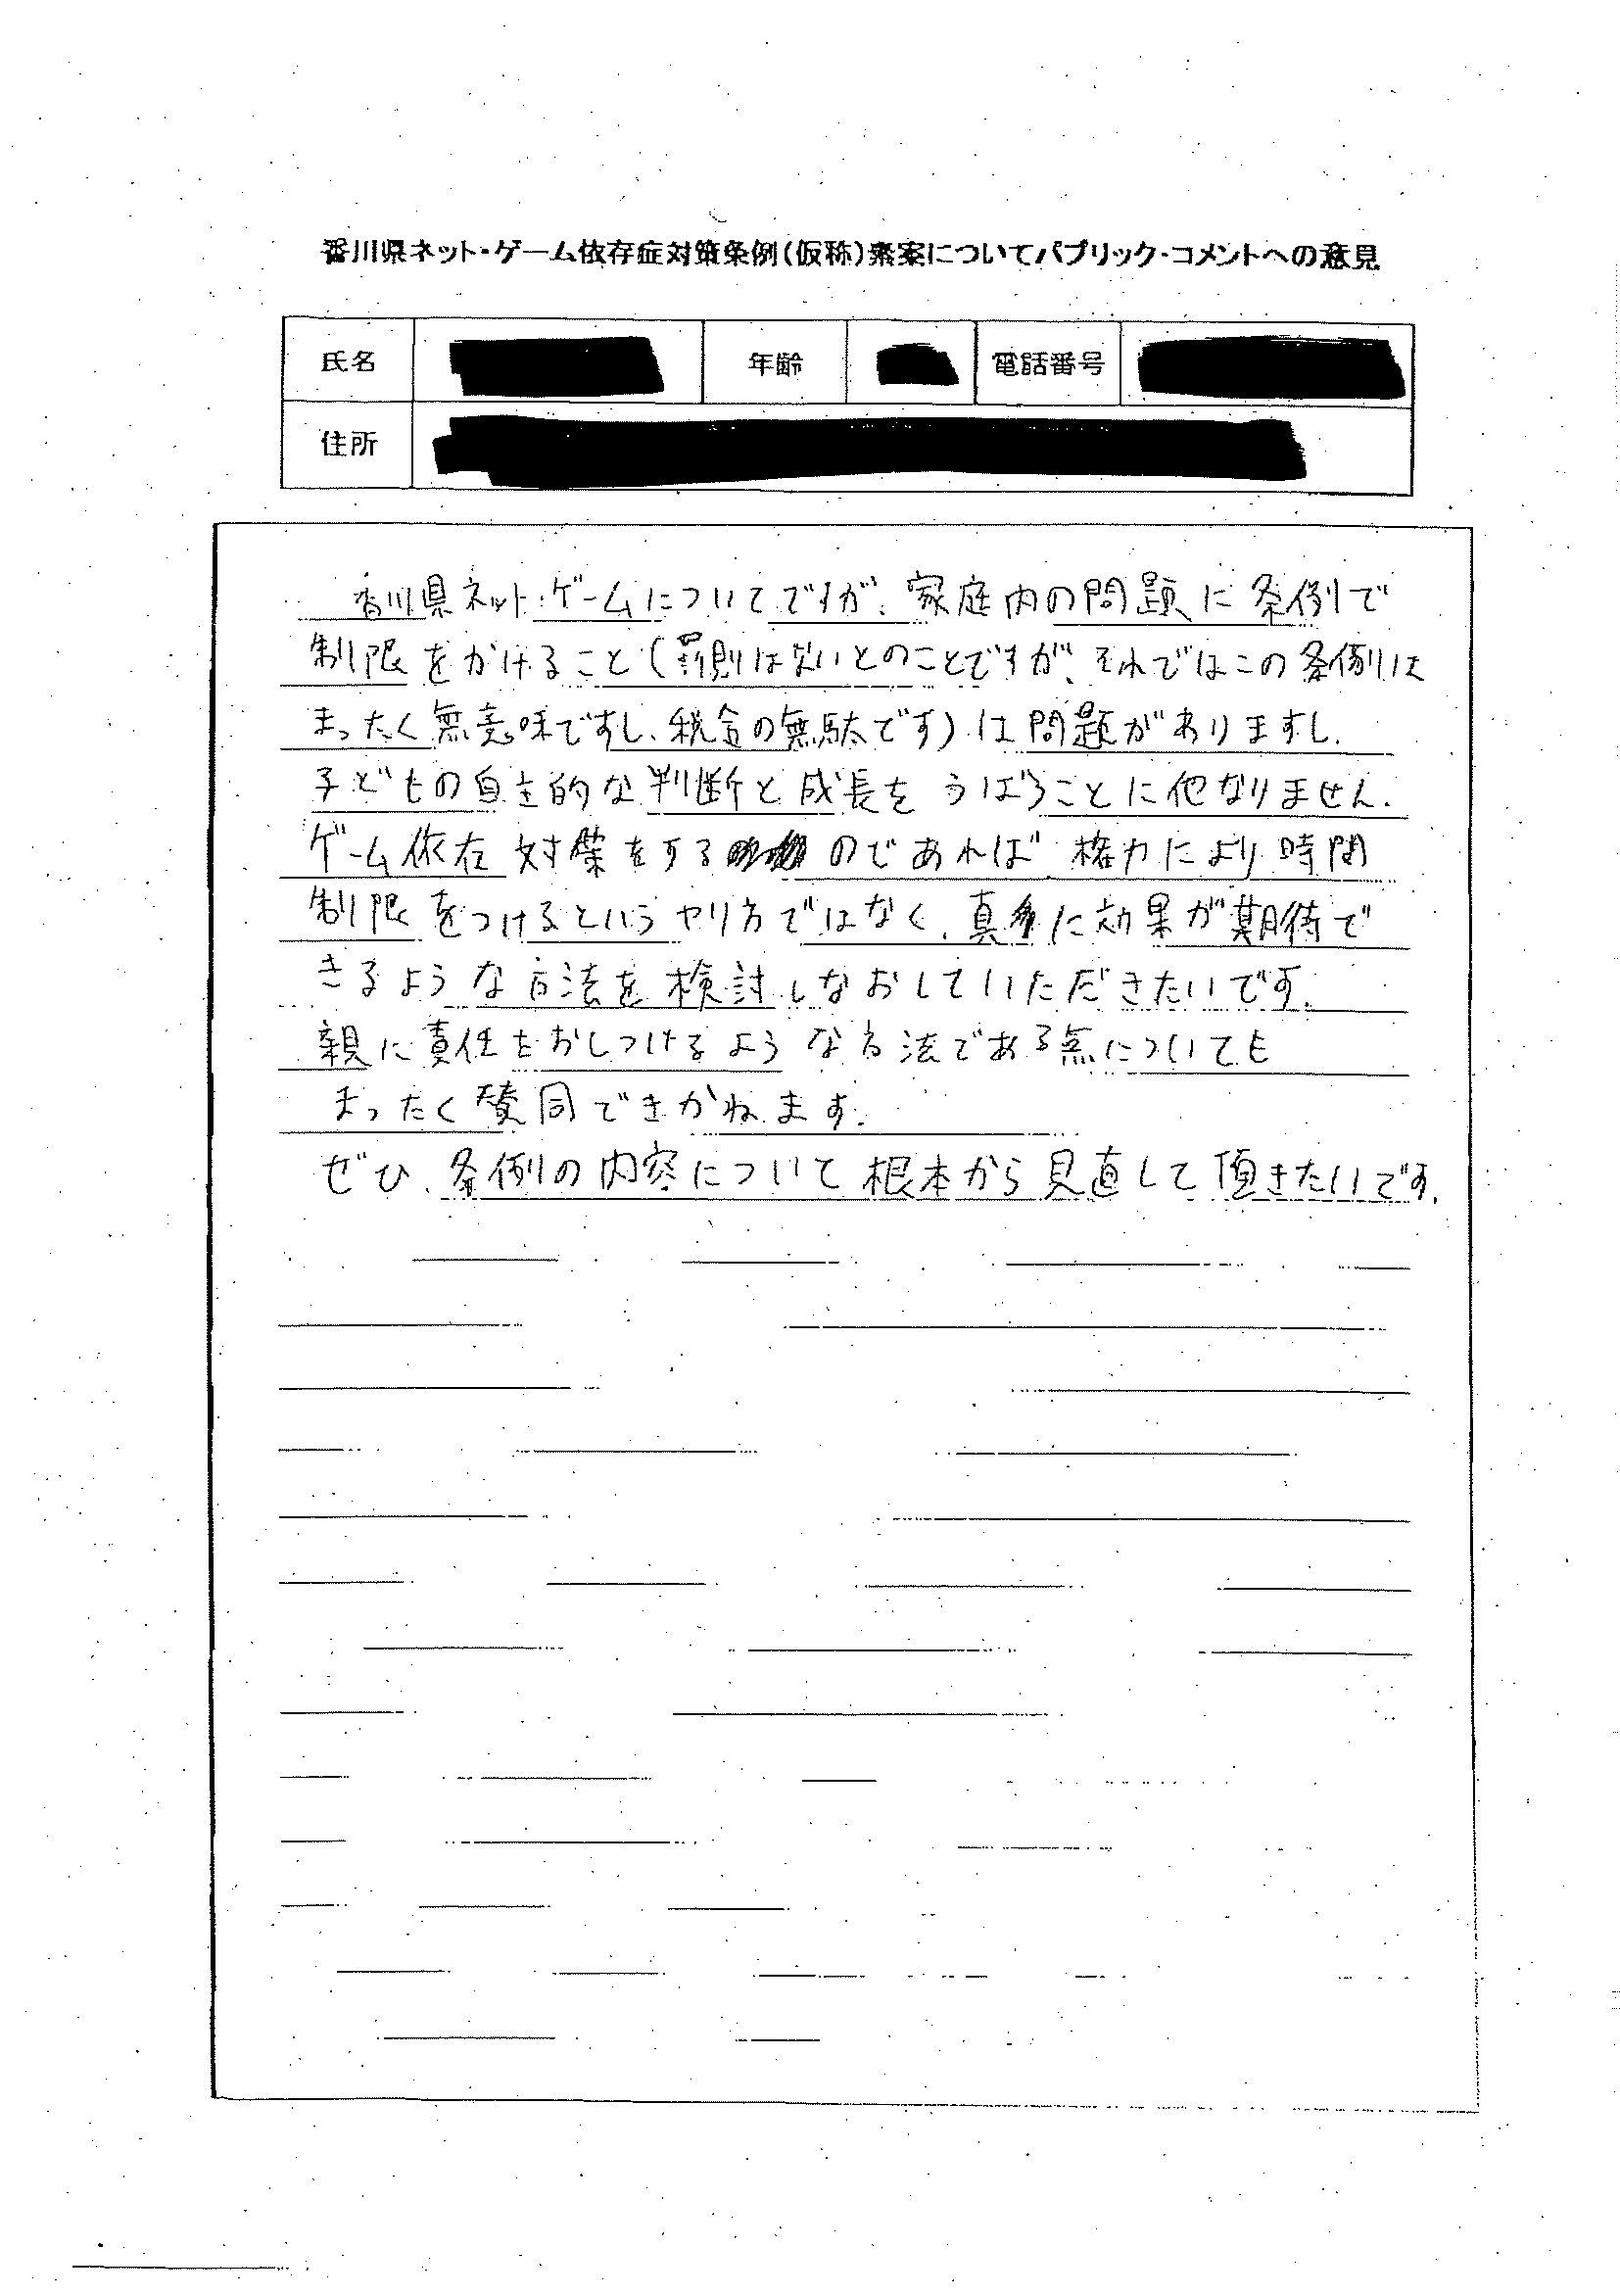 香川県ネット・ゲーム依存症対策条例(仮称)素案についてパブリック・コメントへの意見
氏名 年齢 電話番号
住所
香川県ネット・ゲームについてですが、家庭内の問題に条例で
制限をかけること(罰則はないとのことですが、それではこの条例は
まったく無意味ですし、税金の無駄です)は問題がありますし、
子どもの自主的な判断と成長をうばうことに他なりません。
ゲーム依存対策をするのであれば、権力により時間
制限をつけるというやり方ではなく、真に効果が期待で
きるような方法を検討しなおしていただきたいです。
親に責任をおしつけるような方法である点についても
まったく賛同できかねます。
ぜひ、条例の内容について根本から見直して頂きたいです。